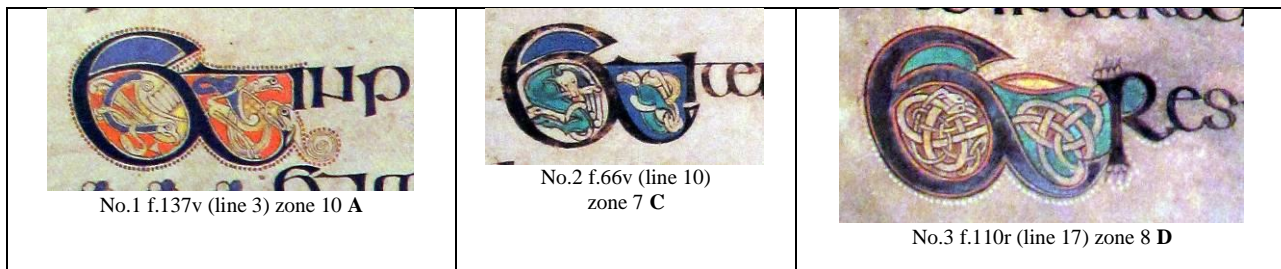 No.1 f.137v (line 3) zone 10 A
No.2 f.66v (line 10)
zone 7 C
Res
No.3 f.110r (line 17) zone 8 D